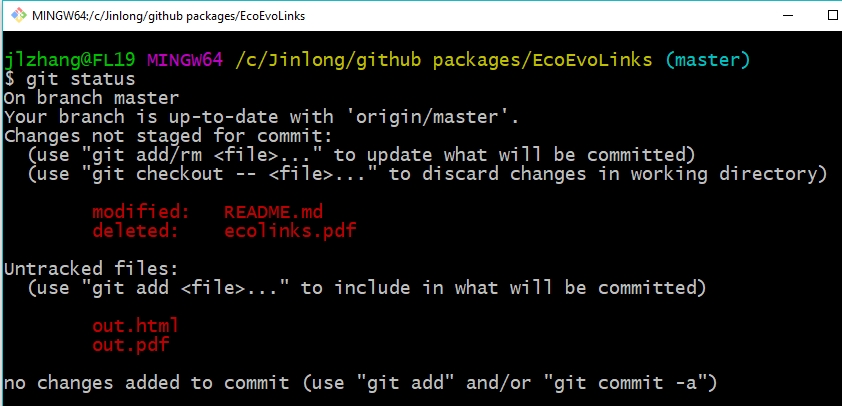 MINGW64:/c/Jinlong/github packages/EcoEvoLinks
jlzhang@FL19 MINGW64 /c/Jinlong/github packages/EcoEvoLinks (master)
$ git status
On branch master
Your branch is up-to-date with 'origin/master'.
Changes not staged for commit:
  (use "git add/rm <file>..." to update what will be committed)
  (use "git checkout -- <file>..." to discard changes in working directory)
        modified:   README.md
        deleted:    ecolinks.pdf
Untracked files:
  (use "git add <file>..." to include in what will be committed)
        out.html
        out.pdf
no changes added to commit (use "git add" and/or "git commit -a")